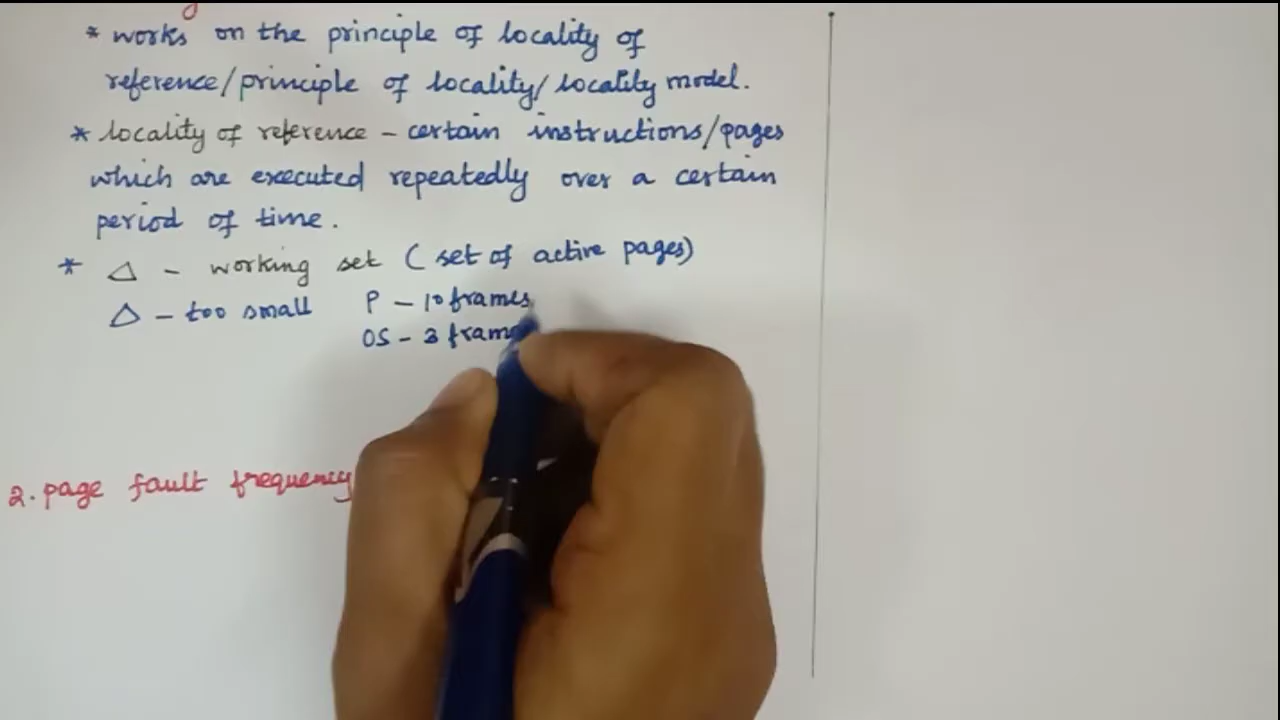 * works on the principle of locality of
reference/principle of locality/locality model.
* locality of reference - certain instructions/pages
which are executed repeatedly over a certain
period of time.
* Δ - working set (set of active pages)
Δ - too small P - 10 frames
OS - 3 frame
2. page fault frequency